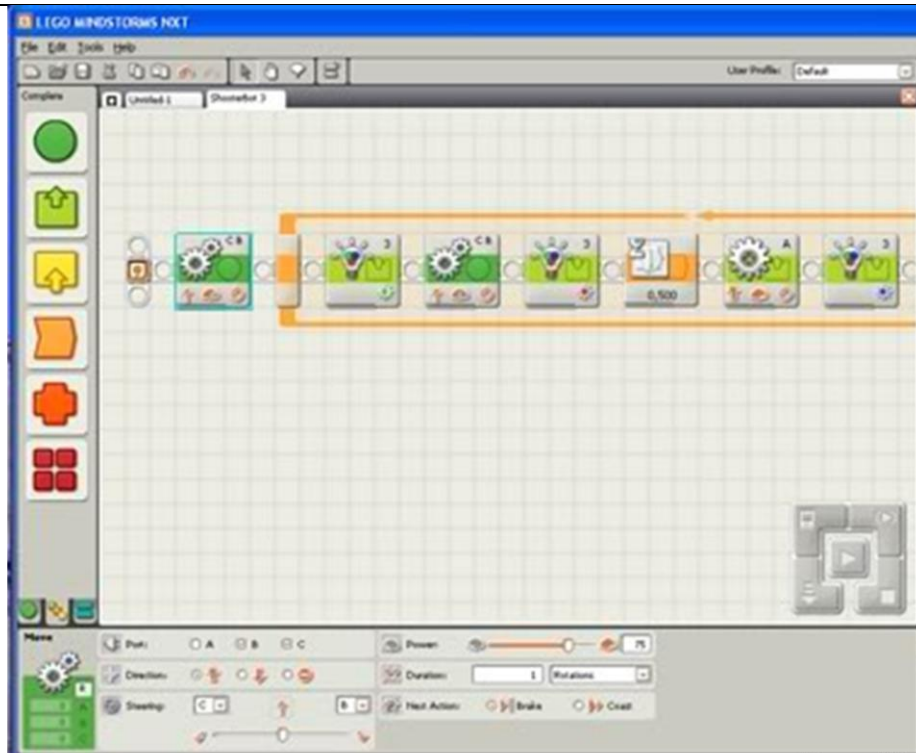 LEGO MINDSTORMS NXT
File Edit Tools Help
User Profile: Default
Complete
Untitled-1 Shooterbot 3
C B 3 C B 3 A 3
0,500
Move
Port: A B C Power: 75
Direction: Duration: 1 Rotations
Steering: C B Next Action: Brake Coast